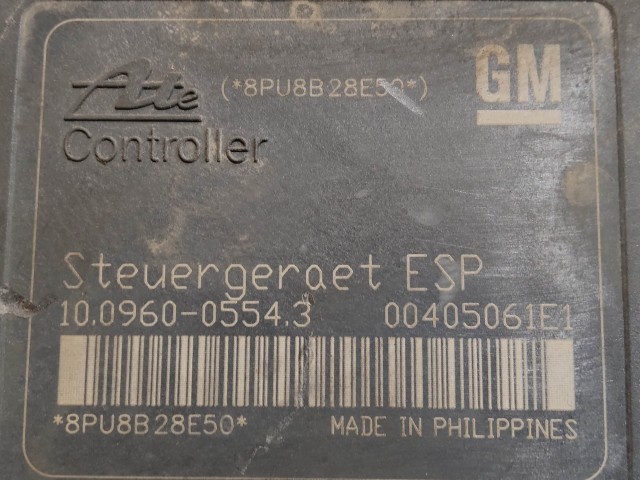 Ate (*8PU8B28E50*) GM
Controller
Steuergeraet ESP
10.0960-0554.3 00405061E1
*8PU8B28E50* MADE IN PHILIPPINES